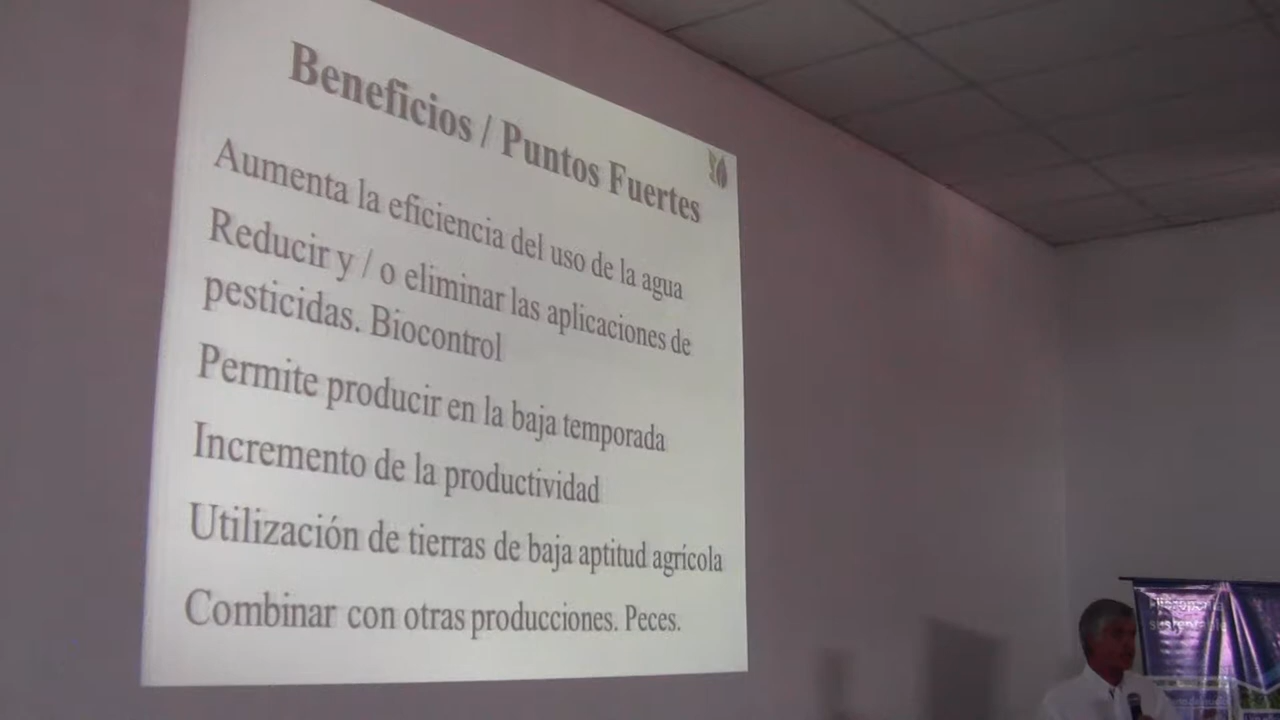 Beneficios / Puntos Fuertes
Aumenta la eficiencia del uso de la agua
Reducir y / o eliminar las aplicaciones de
pesticidas. Biocontrol
Permite producir en la baja temporada
Incremento de la productividad
Utilización de tierras de baja aptitud agrícola
Combinar con otras producciones. Peces.
sustentable